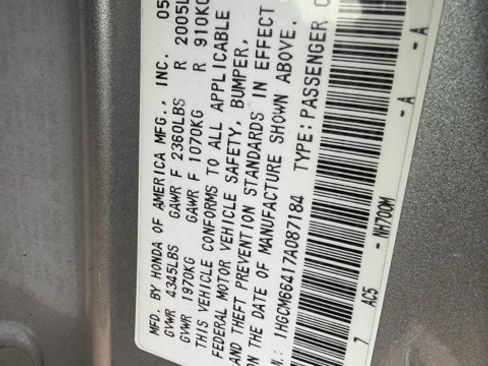 MFD. BY HONDA OF AMERICA MFG., INC. 05
GVWR 4345LBS GAWR F 2360LBS R 2005L
GVWR 1970KG GAWR F 1070KG R 910KG
THIS VEHICLE CONFORMS TO ALL APPLICABLE
FEDERAL MOTOR VEHICLE SAFETY, BUMPER,
AND THEFT PREVENTION STANDARDS IN EFFECT
ON THE DATE OF MANUFACTURE SHOWN ABOVE.
N.: 1HGCM66417A087184 TYPE: PASSENGER C
7 AC5 NH700M A A